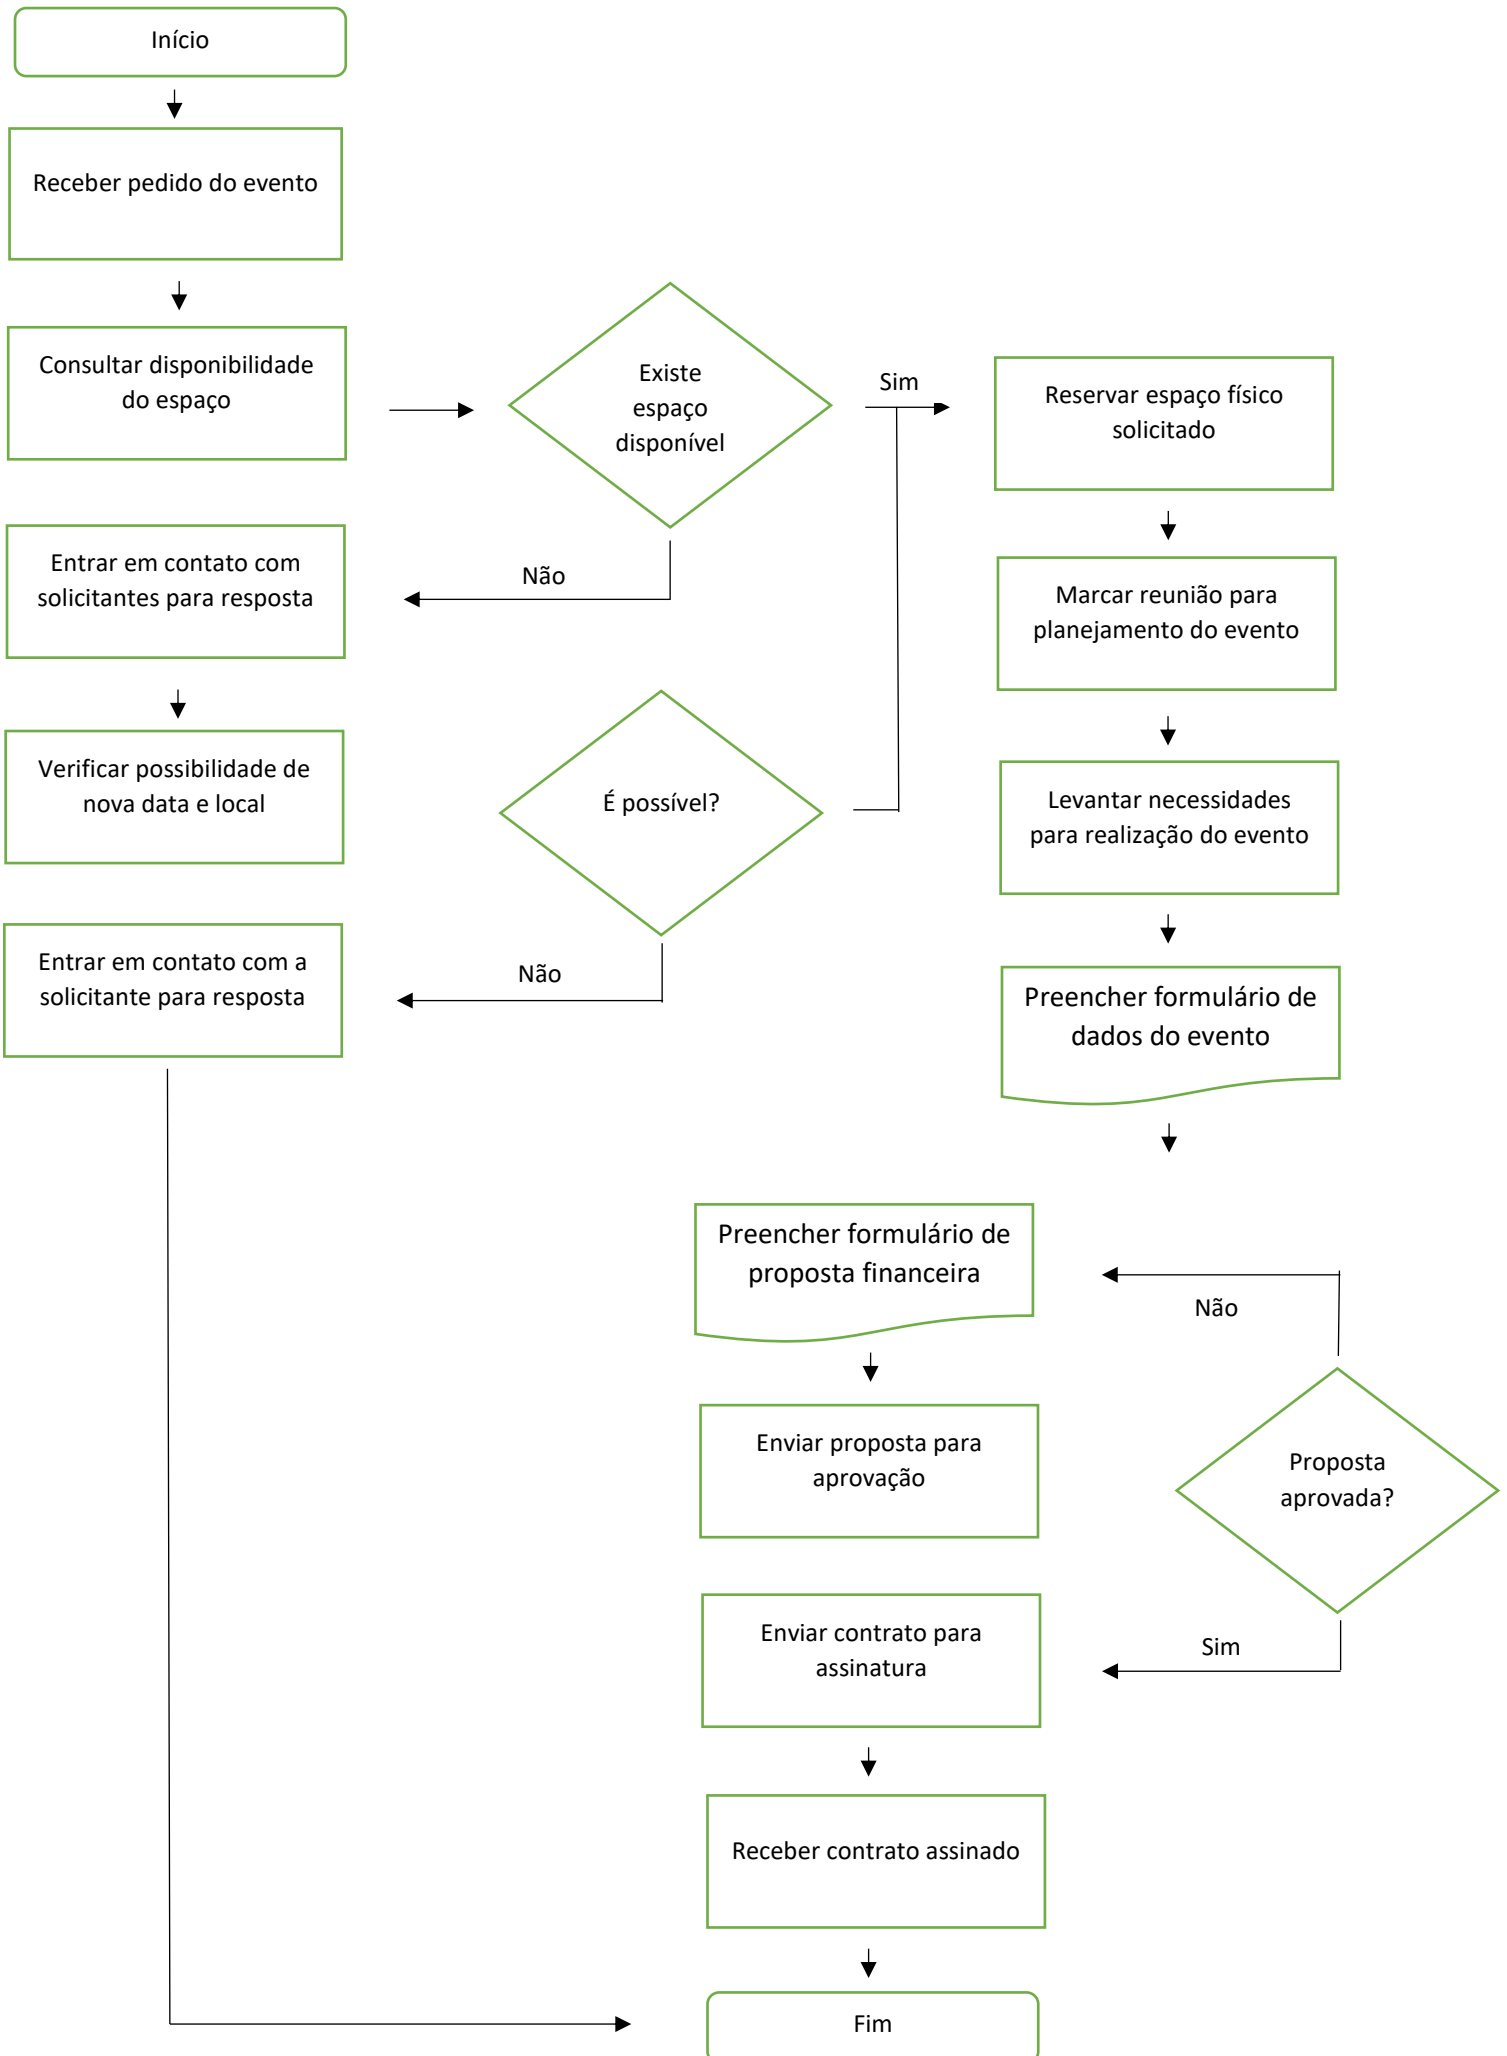 Início
Receber pedido do evento
Consultar disponibilidade
do espaço
Existe
espaço
disponível
Sim
Reservar espaço físico
solicitado
Entrar em contato com
solicitantes para resposta
Não
Marcar reunião para
planejamento do evento
Verificar possibilidade de
nova data e local
É possível?
Levantar necessidades
para realização do evento
Entrar em contato com a
solicitante para resposta
Não
Preencher formulário de
dados do evento
Preencher formulário de
proposta financeira
Não
Enviar proposta para
aprovação
Proposta
aprovada?
Enviar contrato para
assinatura
Sim
Receber contrato assinado
Fim